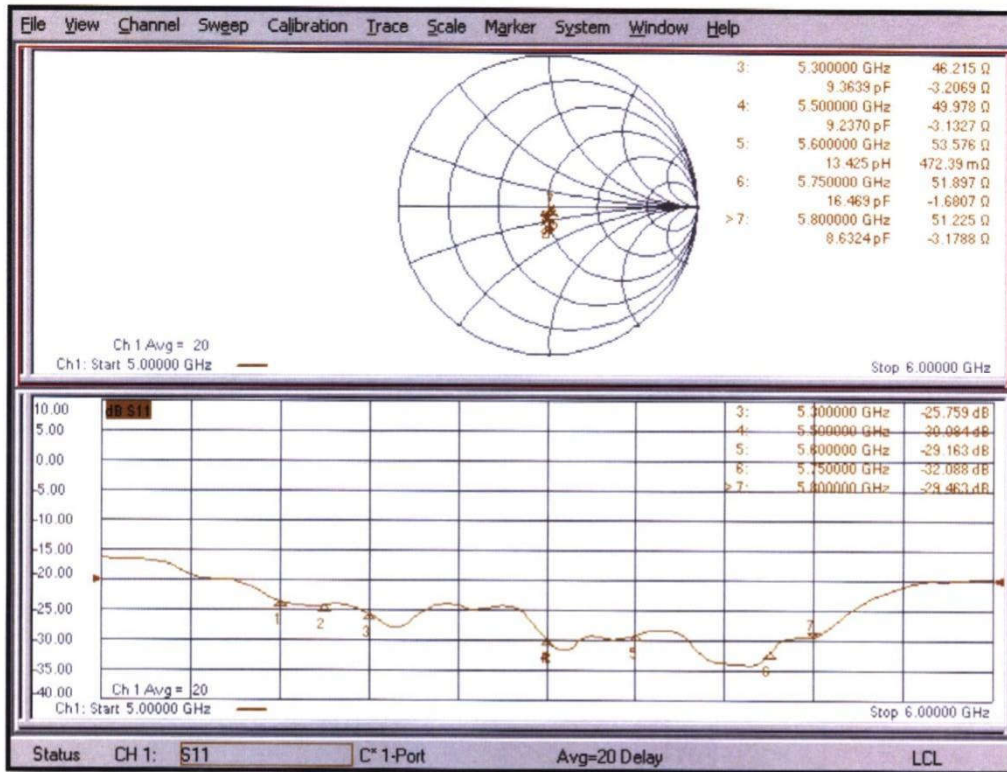 File View Channel Sweep Calibration Trace Scale Marker System Window Help
3: 5.300000 GHz 46.215 Ω
9.3639 pF -3.2069 Ω
4: 5.500000 GHz 49.978 Ω
9.2370 pF -3.1327 Ω
5: 5.600000 GHz 53.576 Ω
13.425 pH 472.39 mΩ
6: 5.750000 GHz 51.897 Ω
16.469 pF -1.6807 Ω
>7: 5.800000 GHz 51.225 Ω
8.6324 pF -3.1788 Ω
Ch 1 Avg = 20
Ch1: Start 5.00000 GHz
Stop 6.00000 GHz
10.00
5.00
0.00
-5.00
-10.00
-15.00
-20.00
-25.00
-30.00
-35.00
-40.00
dB S11
3: 5.300000 GHz -25.759 dB
4: 5.500000 GHz -30.084 dB
5: 5.600000 GHz -29.163 dB
6: 5.750000 GHz -32.088 dB
>7: 5.800000 GHz -29.463 dB
1
2
3
5
6
7
Ch 1 Avg = 20
Ch1: Start 5.00000 GHz
Stop 6.00000 GHz
Status CH 1: S11 C* 1-Port Avg=20 Delay LCL